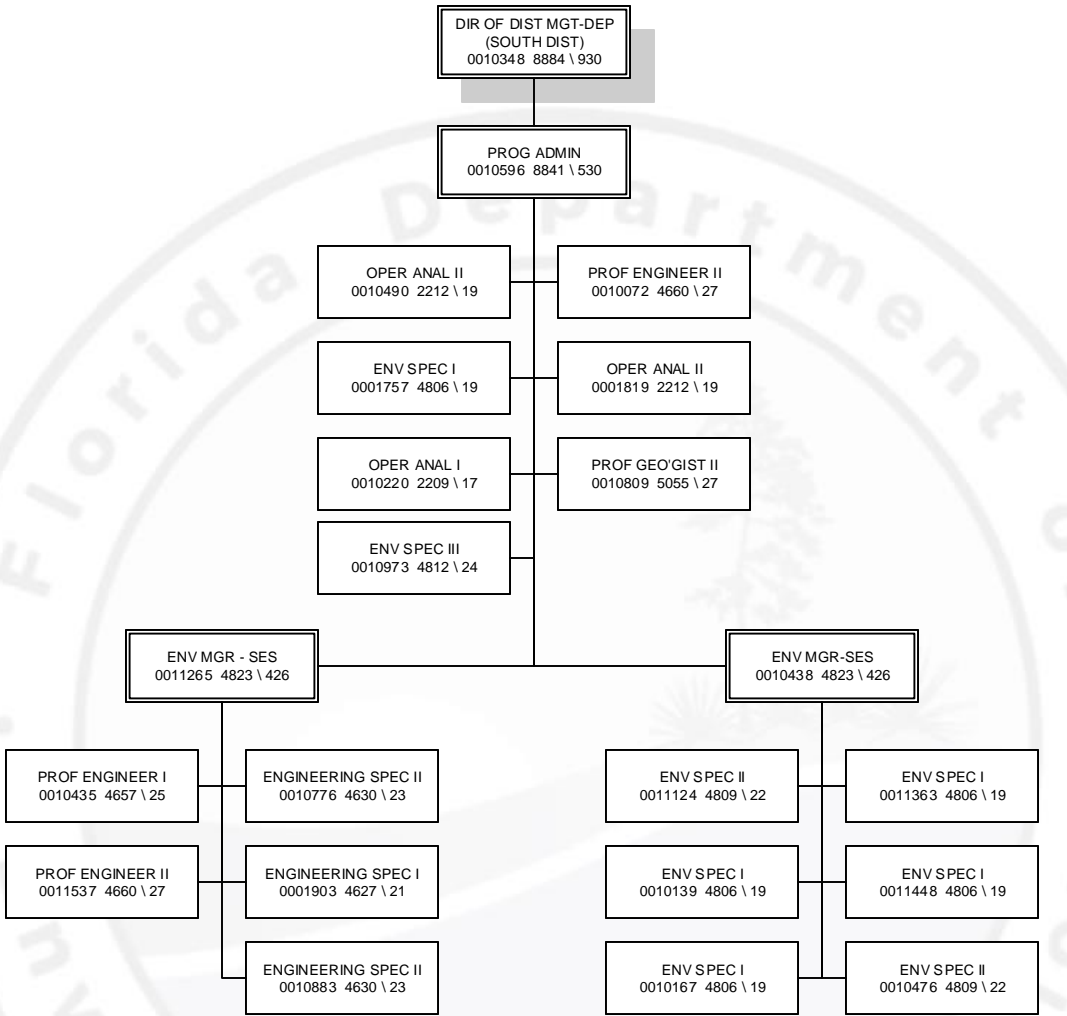 DIR OF DIST MGT-DEP
(SOUTH DIST)
0010348 8884 \ 930
PROG ADMIN
0010596 8841 \ 530
OPER ANAL II
0010490 2212 \ 19
PROF ENGINEER II
0010072 4660 \ 27
ENV SPEC I
0001757 4806 \ 19
OPER ANAL II
0001819 2212 \ 19
OPER ANAL I
0010220 2209 \ 17
PROF GEO'GIST II
0010809 5055 \ 27
ENV SPEC III
0010973 4812 \ 24
ENV MGR - SES
0011265 4823 \ 426
ENV MGR-SES
0010438 4823 \ 426
PROF ENGINEER I
0010435 4657 \ 25
ENGINEERING SPEC II
0010776 4630 \ 23
PROF ENGINEER II
0011537 4660 \ 27
ENGINEERING SPEC I
0001903 4627 \ 21
ENGINEERING SPEC II
0010883 4630 \ 23
ENV SPEC II
0011124 4809 \ 22
ENV SPEC I
0011363 4806 \ 19
ENV SPEC I
0010139 4806 \ 19
ENV SPEC I
0011448 4806 \ 19
ENV SPEC I
0010167 4806 \ 19
ENV SPEC II
0010476 4809 \ 22
Florida Department